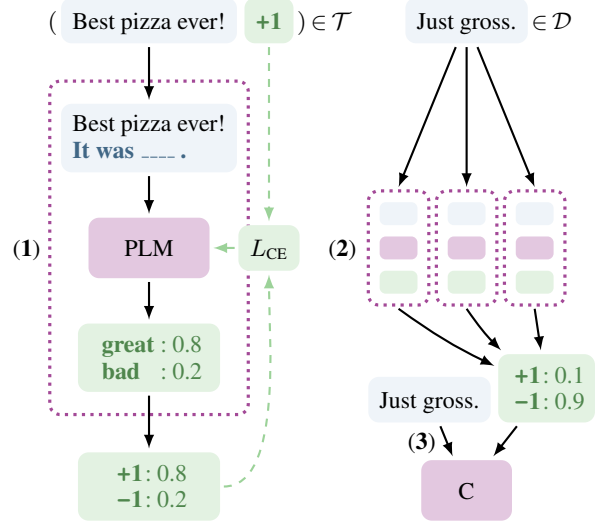 ( Best pizza ever! +1 ) ∈ 𝒯
Best pizza ever!
It was ____ .
(1)
PLM
L_CE
great : 0.8
bad : 0.2
+1: 0.8
−1: 0.2
Just gross. ∈ 𝒟
(2)
+1: 0.1
−1: 0.9
Just gross.
(3)
C